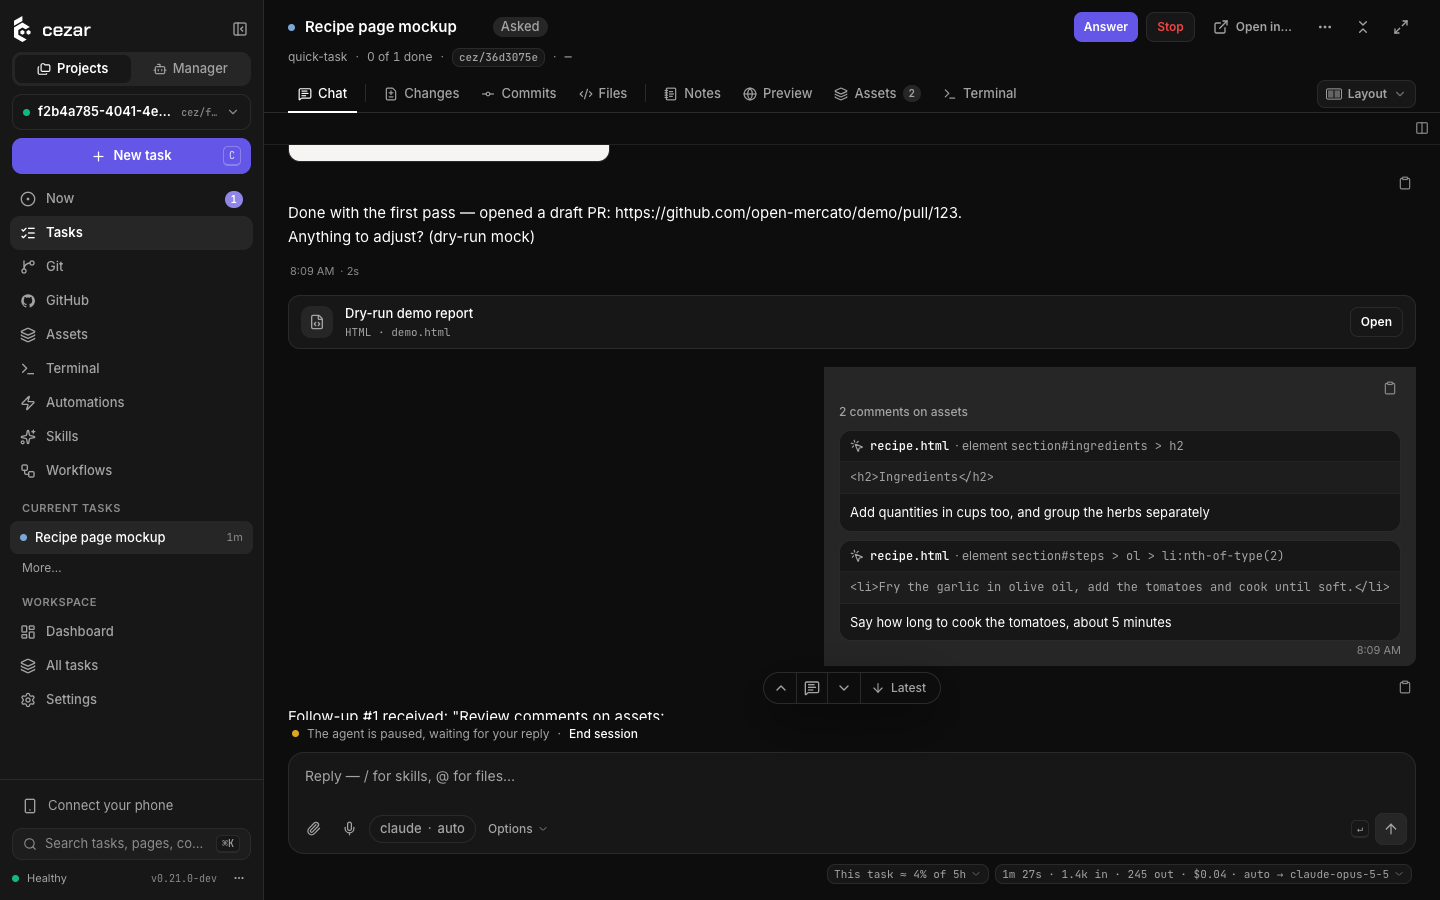 cezar
Projects
Manager
f2b4a785-4041-4e... cez/f...
New task C
Now 1
Tasks
Git
GitHub
Assets
Terminal
Automations
Skills
Workflows
CURRENT TASKS
Recipe page mockup 1m
More...
WORKSPACE
Dashboard
All tasks
Settings
Connect your phone
Search tasks, pages, co... ⌘K
Healthy v0.21.0-dev
Recipe page mockup Asked
Answer Stop Open in...
quick-task · 0 of 1 done · cez/36d3075e · –
Chat Changes Commits Files Notes Preview Assets 2 Terminal
Layout
Done with the first pass — opened a draft PR: https://github.com/open-mercato/demo/pull/123.
Anything to adjust? (dry-run mock)
8:09 AM · 2s
Dry-run demo report
HTML · demo.html
Open
2 comments on assets
recipe.html · element section#ingredients > h2
<h2>Ingredients</h2>
Add quantities in cups too, and group the herbs separately
recipe.html · element section#steps > ol > li:nth-of-type(2)
<li>Fry the garlic in olive oil, add the tomatoes and cook until soft.</li>
Say how long to cook the tomatoes, about 5 minutes
8:09 AM
Latest
Follow-up #1 received: "Review comments on assets:
The agent is paused, waiting for your reply · End session
Reply — / for skills, @ for files...
claude · auto Options
This task ≈ 4% of 5h
1m 27s · 1.4k in · 245 out · $0.04 · auto → claude-opus-5-5